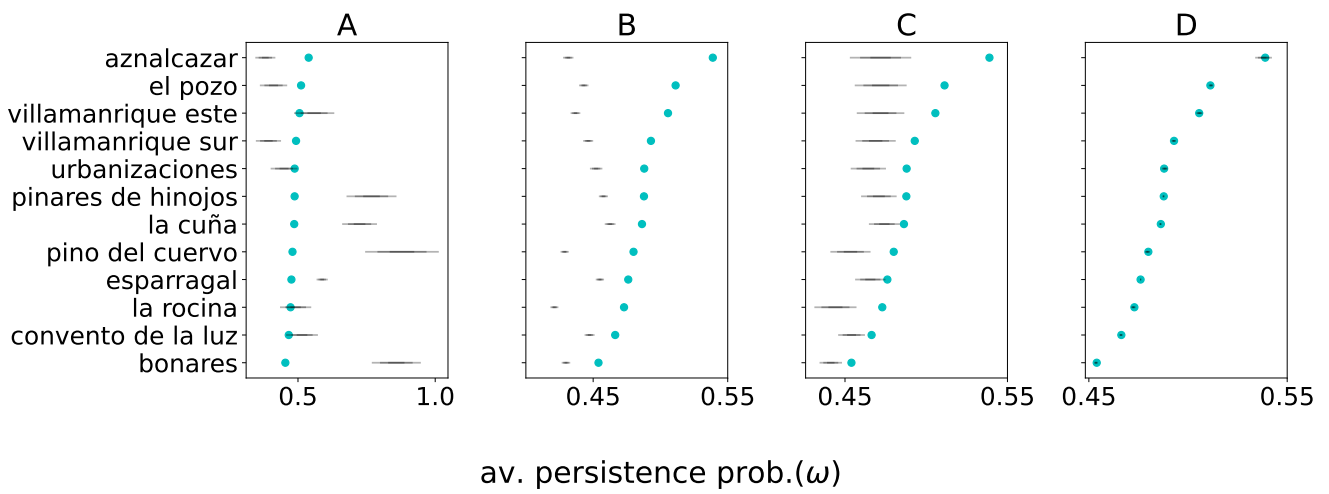 A B C D
aznalcazar
el pozo
villamanrique este
villamanrique sur
urbanizaciones
pinares de hinojos
la cuña
pino del cuervo
esparragal
la rocina
convento de la luz
bonares
0.5 1.0 0.45 0.55 0.45 0.55 0.45 0.55
av. persistence prob.(ω)